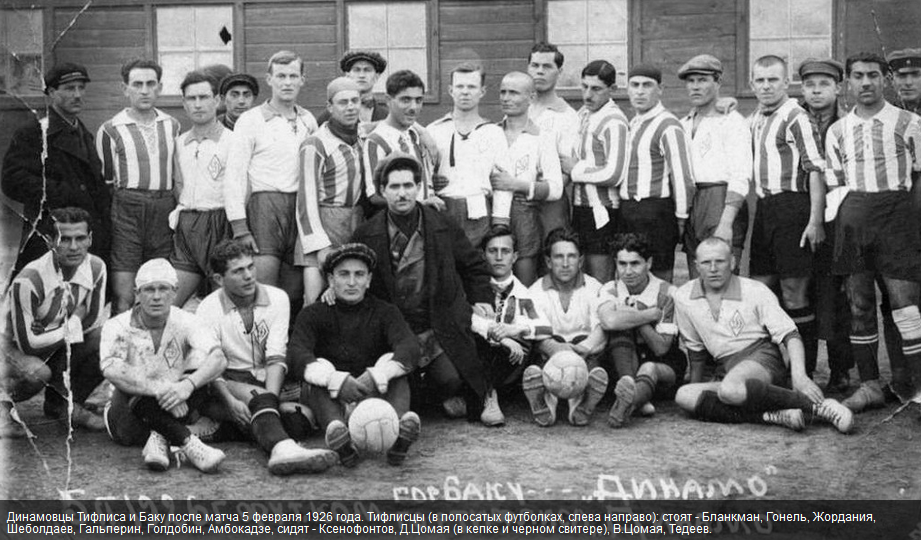 гор Баку - „Динамо"
Динамовцы Тифлиса и Баку после матча 5 февраля 1926 года. Тифлисцы (в полосатых футболках, слева направо): стоят - Бланкман, Гонель, Жордания,
Шеболдаев, Гальперин, Голдобин, Амбокадзе, сидят - Ксенофонтов, Д.Цомая (в кепке и черном свитере), В.Цомая, Тедеев.